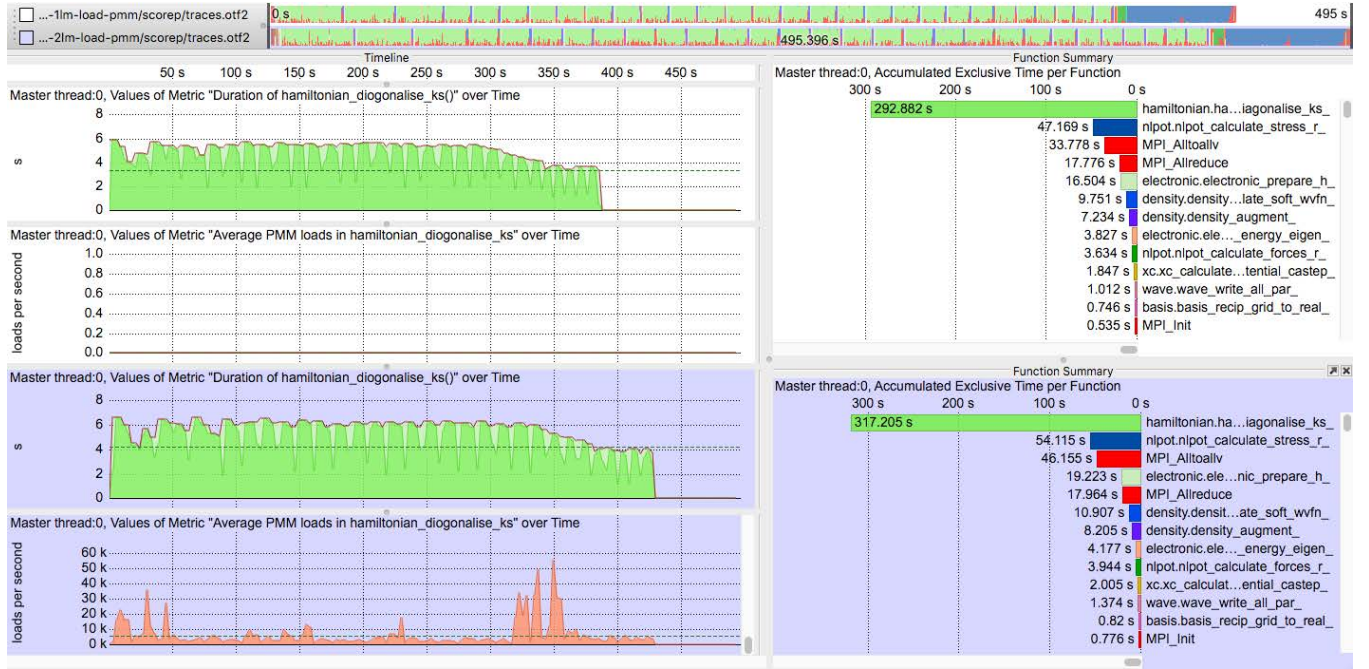 ...-1lm-load-pmm/scorep/traces.otf2 0 s 495 s
...-2lm-load-pmm/scorep/traces.otf2 495.396 s
Timeline
50 s 100 s 150 s 200 s 250 s 300 s 350 s 400 s 450 s
Master thread:0, Values of Metric "Duration of hamiltonian_diogonalise_ks()" over Time
8
6
4
2
0
s
Master thread:0, Values of Metric "Average PMM loads in hamiltonian_diogonalise_ks" over Time
1.0
0.8
0.6
0.4
0.2
0.0
loads per second
Master thread:0, Values of Metric "Duration of hamiltonian_diogonalise_ks()" over Time
8
6
4
2
0
s
Master thread:0, Values of Metric "Average PMM loads in hamiltonian_diogonalise_ks" over Time
60 k
50 k
40 k
30 k
20 k
10 k
0 k
loads per second
Function Summary
Master thread:0, Accumulated Exclusive Time per Function
300 s 200 s 100 s 0 s
292.882 s hamiltonian.ha...iagonalise_ks_
47.169 s nlpot.nlpot_calculate_stress_r_
33.778 s MPI_Alltoallv
17.776 s MPI_Allreduce
16.504 s electronic.electronic_prepare_h_
9.751 s density.density...late_soft_wvfn_
7.234 s density.density_augment_
3.827 s electronic.ele..._energy_eigen_
3.634 s nlpot.nlpot_calculate_forces_r_
1.847 s xc.xc_calculate...tential_castep_
1.012 s wave.wave_write_all_par_
0.746 s basis.basis_recip_grid_to_real_
0.535 s MPI_Init
Function Summary
Master thread:0, Accumulated Exclusive Time per Function
300 s 200 s 100 s 0 s
317.205 s hamiltonian.ha...iagonalise_ks_
54.115 s nlpot.nlpot_calculate_stress_r_
46.155 s MPI_Alltoallv
19.223 s electronic.ele...nic_prepare_h_
17.964 s MPI_Allreduce
10.907 s density.densit...ate_soft_wvfn_
8.205 s density.density_augment_
4.177 s electronic.ele..._energy_eigen_
3.944 s nlpot.nlpot_calculate_forces_r_
2.005 s xc.xc_calculat...ential_castep_
1.374 s wave.wave_write_all_par_
0.82 s basis.basis_recip_grid_to_real_
0.776 s MPI_Init